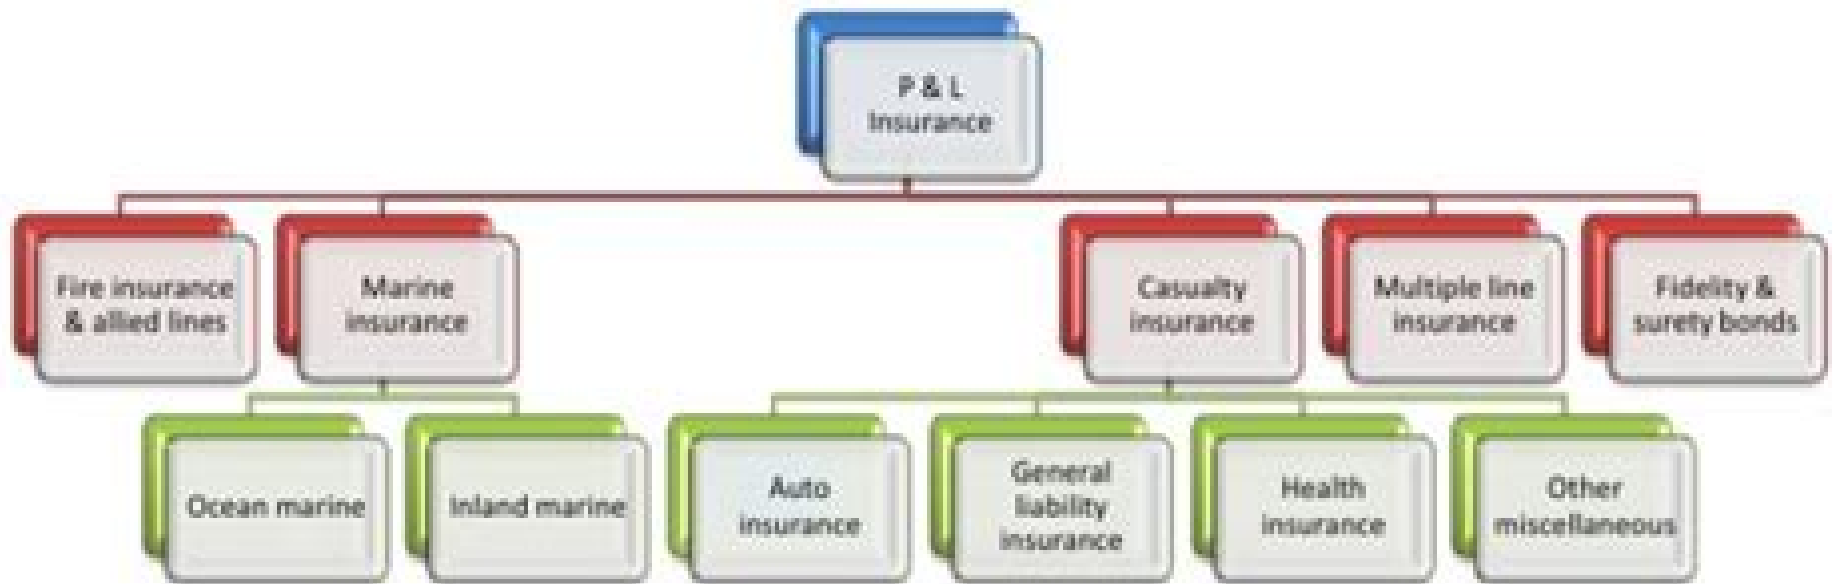 P & L
Insurance
Fire insurance
& allied lines
Marine
insurance
Casualty
insurance
Multiple line
insurance
Fidelity &
surety bonds
Ocean marine
Inland marine
Auto
insurance
General
liability
insurance
Health
insurance
Other
miscellaneous